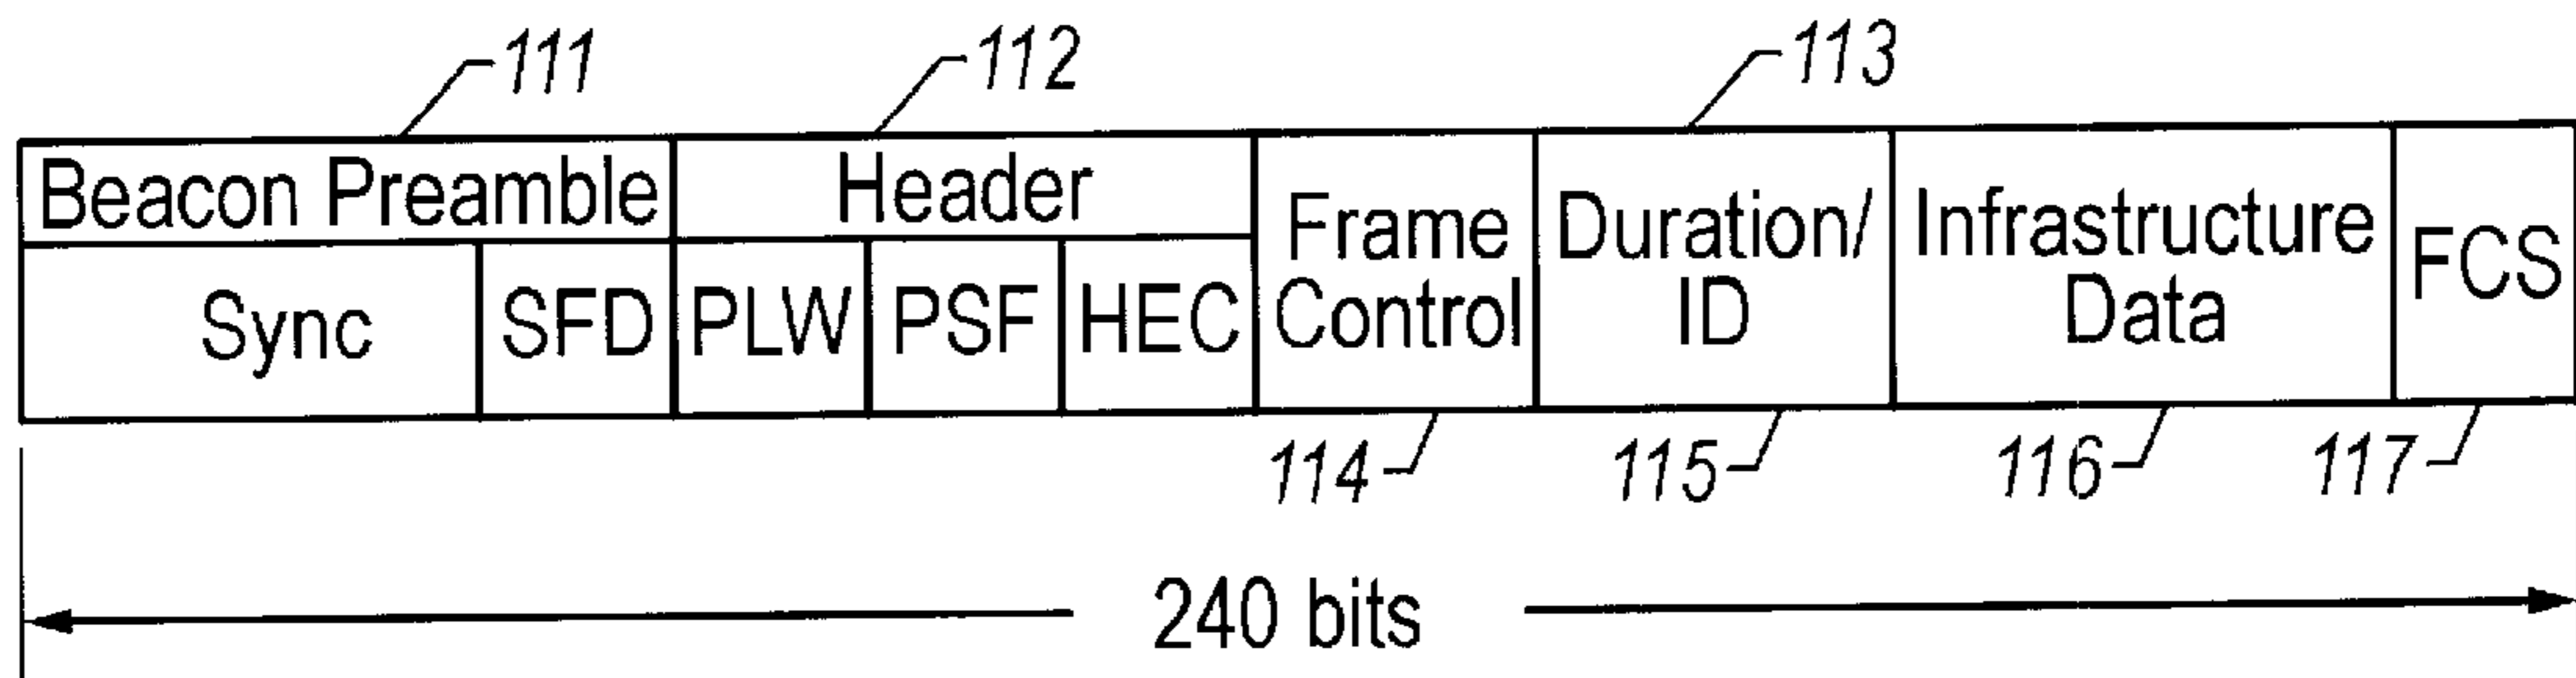 111
112
113
Beacon Preamble
Header
Frame
Control
Duration/
ID
Infrastructure
Data
FCS
Sync
SFD
PLW
PSF
HEC
114
115
116
117
240 bits